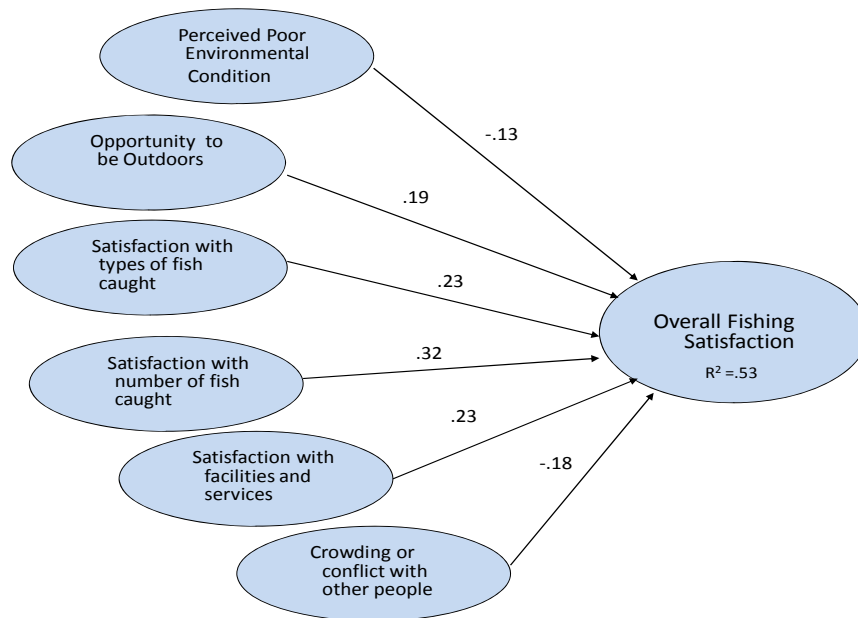 Perceived Poor
Environmental
Condition
-.13
Opportunity to
be Outdoors
.19
Satisfaction with
types of fish
caught
.23
Overall Fishing
Satisfaction
R² =.53
Satisfaction with
number of fish
caught
.32
Satisfaction with
facilities and
services
.23
Crowding or
conflict with
other people
-.18